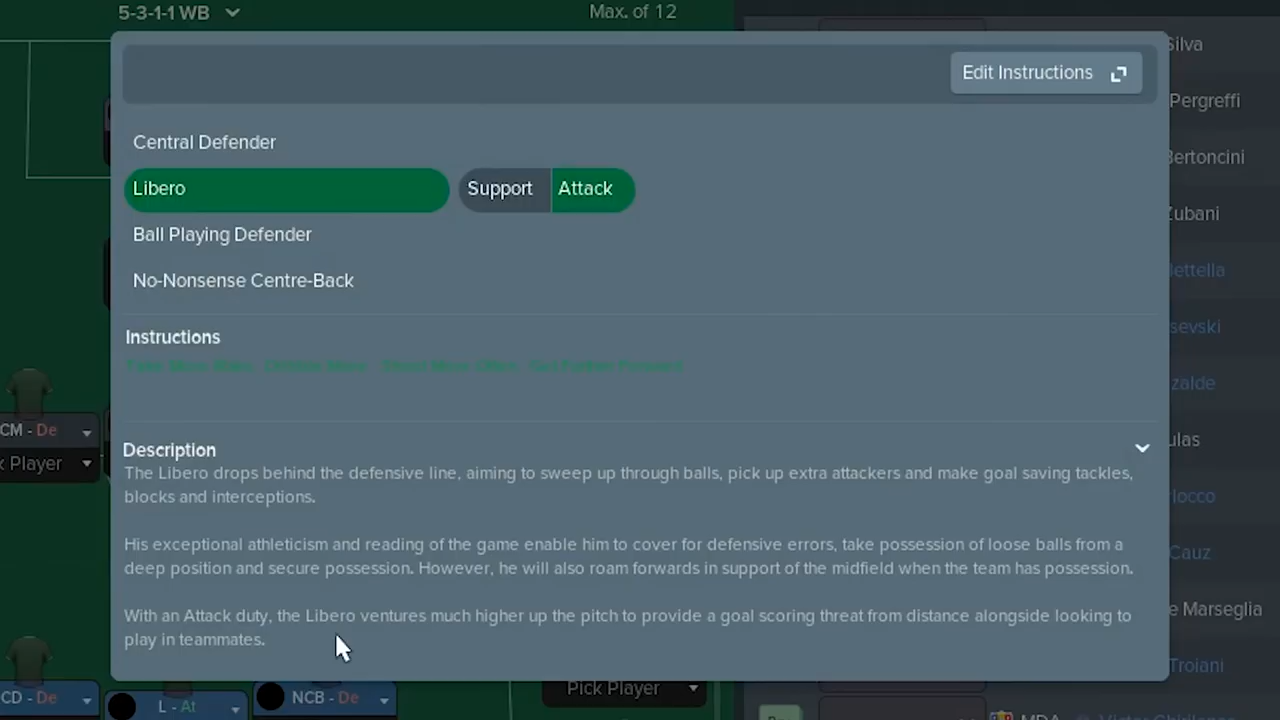 5-3-1-1 WB
Max. of 12
Silva
Edit Instructions
Pergreffi
Central Defender
Bertoncini
Libero Support Attack
Zubani
Ball Playing Defender
No-Nonsense Centre-Back
Instructions
sevski
zalde
CM - De
ulas
Description
Pick Player
The Libero drops behind the defensive line, aiming to sweep up through balls, pick up extra attackers and make goal saving tackles,
blocks and interceptions.
His exceptional athleticism and reading of the game enable him to cover for defensive errors, take possession of loose balls from a
Cauz
deep position and secure possession. However, he will also roam forwards in support of the midfield when the team has possession.
e Marseglia
With an Attack duty, the Libero ventures much higher up the pitch to provide a goal scoring threat from distance alongside looking to
play in teammates.
Troiani
CD - De
L - At
NCB - De
Pick Player